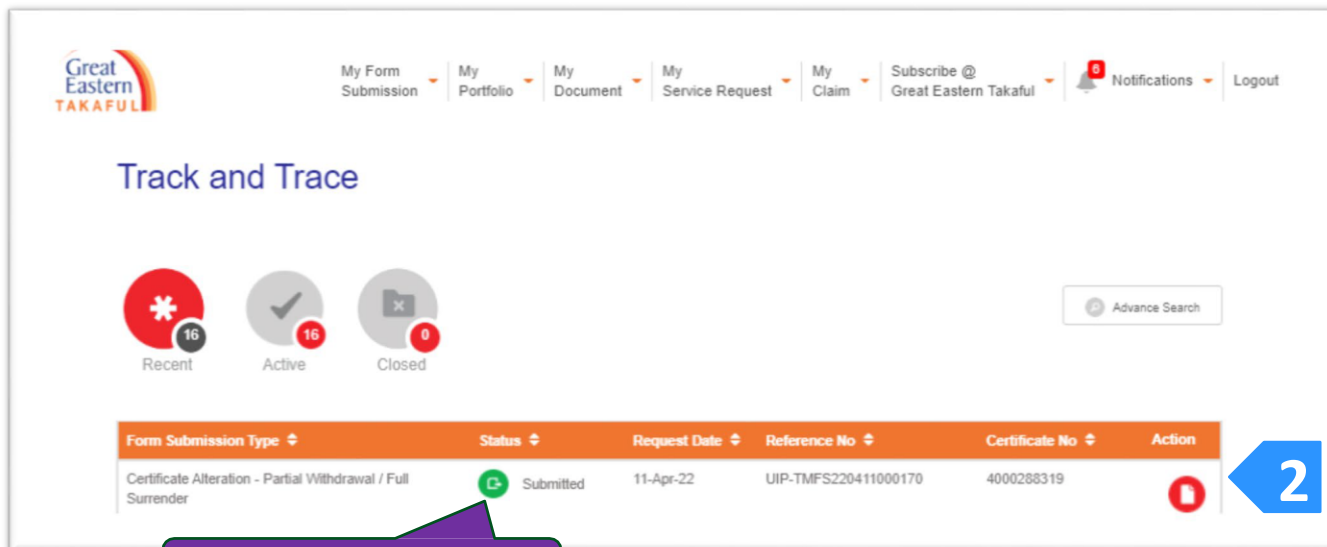 Great
Eastern
TAKAFUL
My Form
Submission
My
Portfolio
My
Document
My
Service Request
My
Claim
Subscribe @
Great Eastern Takaful
6
Notifications
Logout
Track and Trace
16
Recent
16
Active
0
Closed
Advance Search
Form Submission Type Status Request Date Reference No Certificate No Action
Certificate Alteration - Partial Withdrawal / Full
Surrender
Submitted 11-Apr-22 UIP-TMFS220411000170 4000288319
2